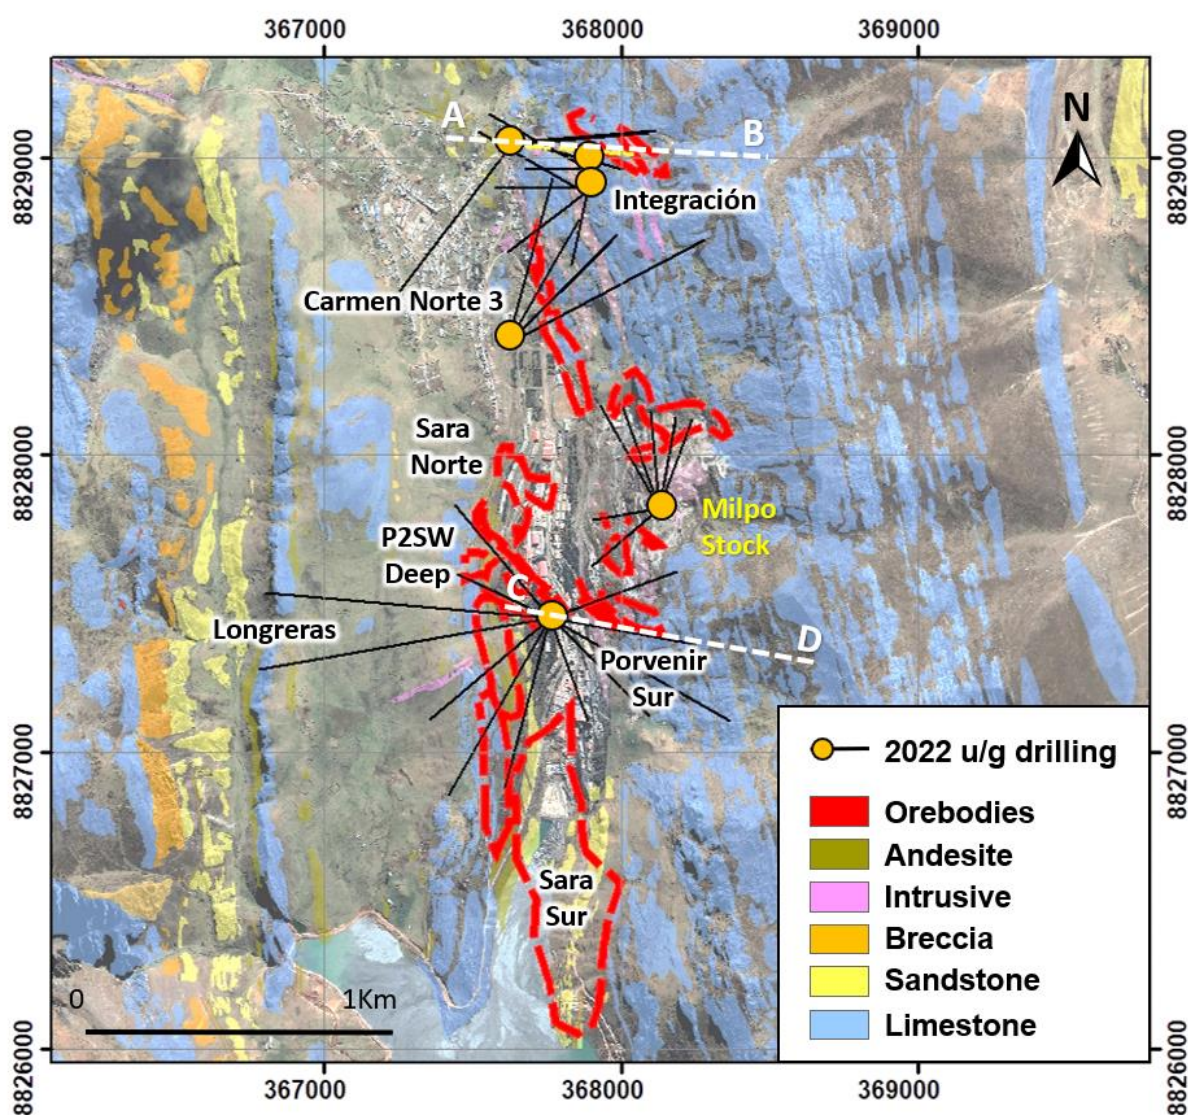 367000
368000
369000
N
A
B
8829000
8829000
Integración
Carmen Norte 3
Sara
Norte
8828000
8828000
Milpo
Stock
P2SW
Deep
C
Longreras
D
Porvenir
Sur
8827000
8827000
2022 u/g drilling
Orebodies
Andesite
Intrusive
Breccia
Sandstone
Limestone
Sara
Sur
0
1Km
8826000
8826000
367000
368000
369000